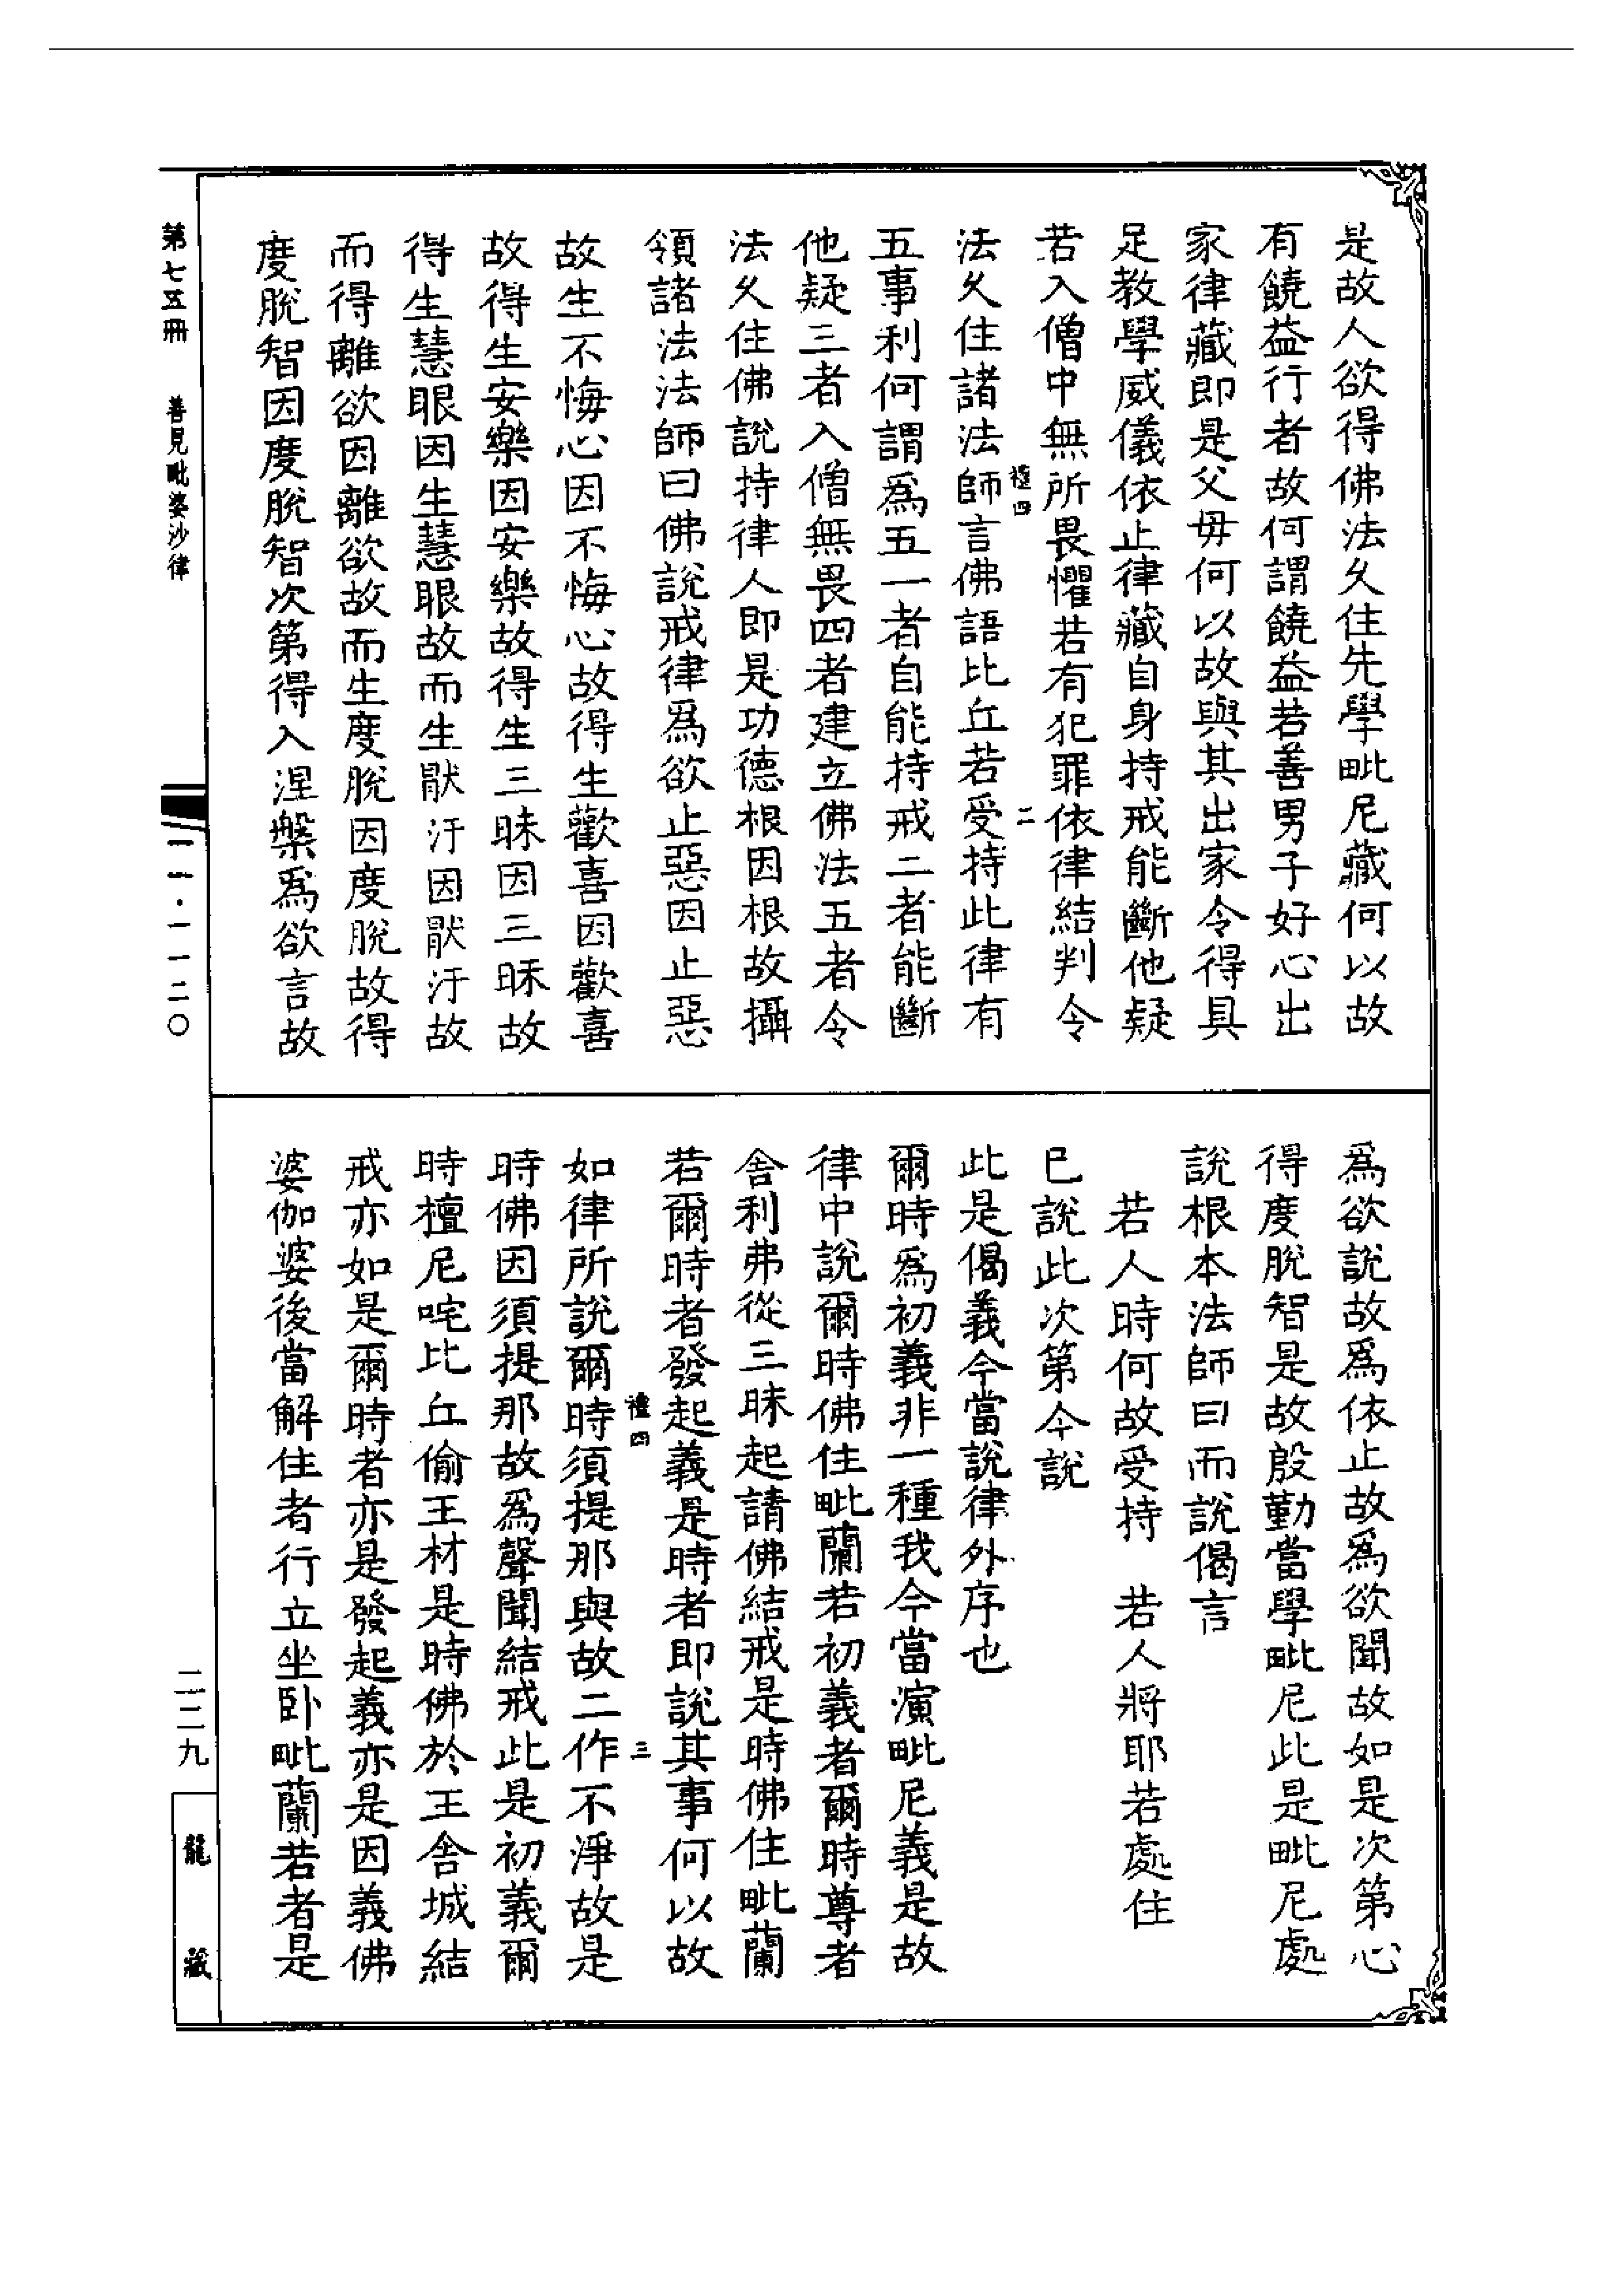 是故人欲得佛法久住先學毗尼藏何以故
有饒益行者故何謂饒益若善男子好心出
家律藏即是父毋何以故與其出家令得具
足教學威儀依止律藏自身持戒能斷他疑
若入僧中無所畏懼若有犯罪依律結判令
禮四 二
法久住諸法師言佛語比丘若受持此律有
五事利何謂爲五一者自能持戒二者能斷
他疑三者入僧無畏四者建立佛法五者令
法久住佛說持律人即是功德根因根故攝
領諸法法師曰佛說戒律爲欲止惡因止惡
故生不悔心因不悔心故得生歡喜因歡喜
故得生安樂因安樂故得生三昧因三昧故
得生慧眼因生慧眼故而生猒汙因猒汙故
而得離欲因離欲故而生度脫因度脫故得
度脫智因度脫智次第得入涅槃爲欲言故
爲欲說故爲依止故爲欲聞故如是次第心
得度脫智是故殷勤當學毗尼此是毗尼處
說根本法師曰而說偈言
若人時何故受持 若人將耶若處住
已說此次第今說
此是偈義今當說律外序也
爾時爲初義非一種我今當演毗尼義是故
律中說爾時佛住毗蘭若初義者爾時尊者
舍利弗從三昧起請佛結戒是時佛住毗蘭
若爾時者發起義是時者即說其事何以故
禮四 三
如律所說爾時須提那與故二作不淨故是
時佛因須提那故爲聲聞結戒此是初義爾
時檀尼咤比丘偷王材是時佛於王舍城結
戒亦如是爾時者亦是發起義亦是因義佛
婆伽婆後當解住者行立坐卧毗蘭若者是
第七五冊 善見毗婆沙律 一一·一一二〇
二二九
龍藏